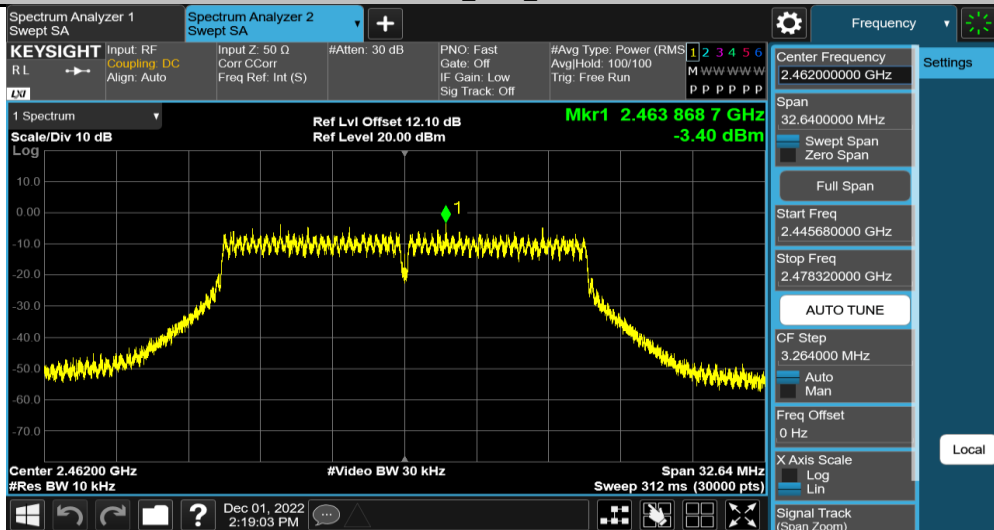 Spectrum Analyzer 1
Swept SA
Spectrum Analyzer 2
Swept SA
▼
+
Frequency
▼
KEYSIGHT
R L
LXI
Input: RF
Coupling: DC
Align: Auto
Input Z: 50 Ω
Corr CCorr
Freq Ref: Int (S)
#Atten: 30 dB
PNO: Fast
Gate: Off
IF Gain: Low
Sig Track: Off
#Avg Type: Power (RMS
Avg|Hold: 100/100
Trig: Free Run
1 2 3 4 5 6
M W W W W W
P P P P P P
1 Spectrum
▼
Scale/Div 10 dB
Log
Ref Lvl Offset 12.10 dB
Ref Level 20.00 dBm
Mkr1 2.463 868 7 GHz
-3.40 dBm
1
10.0
0.00
-10.0
-20.0
-30.0
-40.0
-50.0
-60.0
-70.0
Center 2.46200 GHz
#Res BW 10 kHz
#Video BW 30 kHz
Span 32.64 MHz
Sweep 312 ms (30000 pts)
?
Dec 01, 2022
2:19:03 PM
Center Frequency
2.462000000 GHz
Span
32.6400000 MHz
Swept Span
Zero Span
Full Span
Start Freq
2.445680000 GHz
Stop Freq
2.478320000 GHz
AUTO TUNE
CF Step
3.264000 MHz
Auto
Man
Freq Offset
0 Hz
X Axis Scale
Log
Lin
Signal Track
(Span Zoom)
Settings
Local